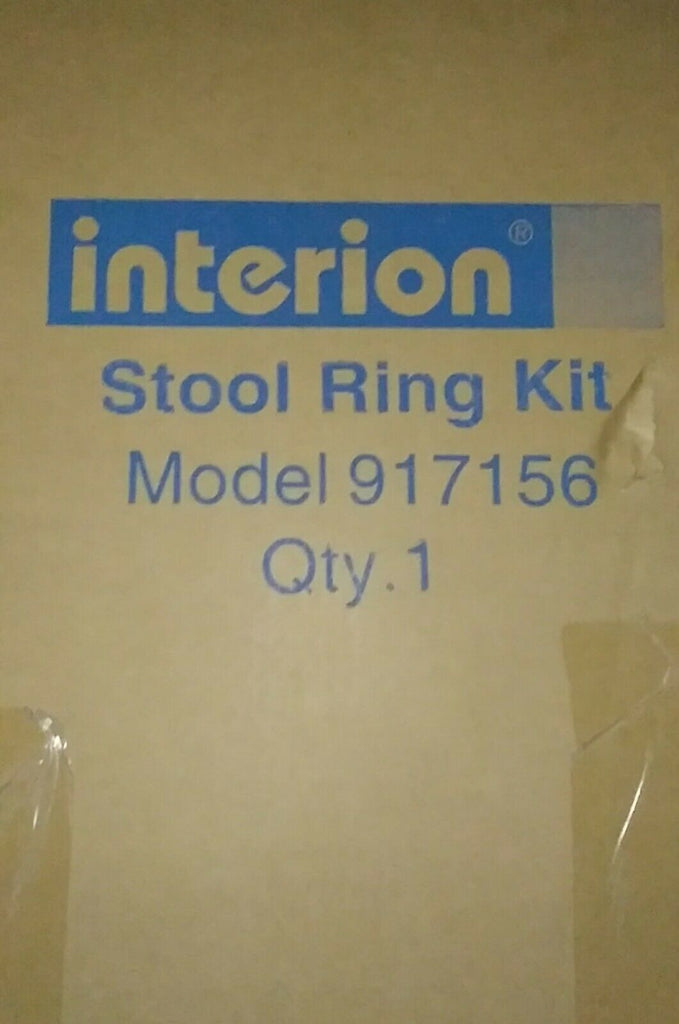 interion®
Stool Ring Kit
Model 917156
Qty.1